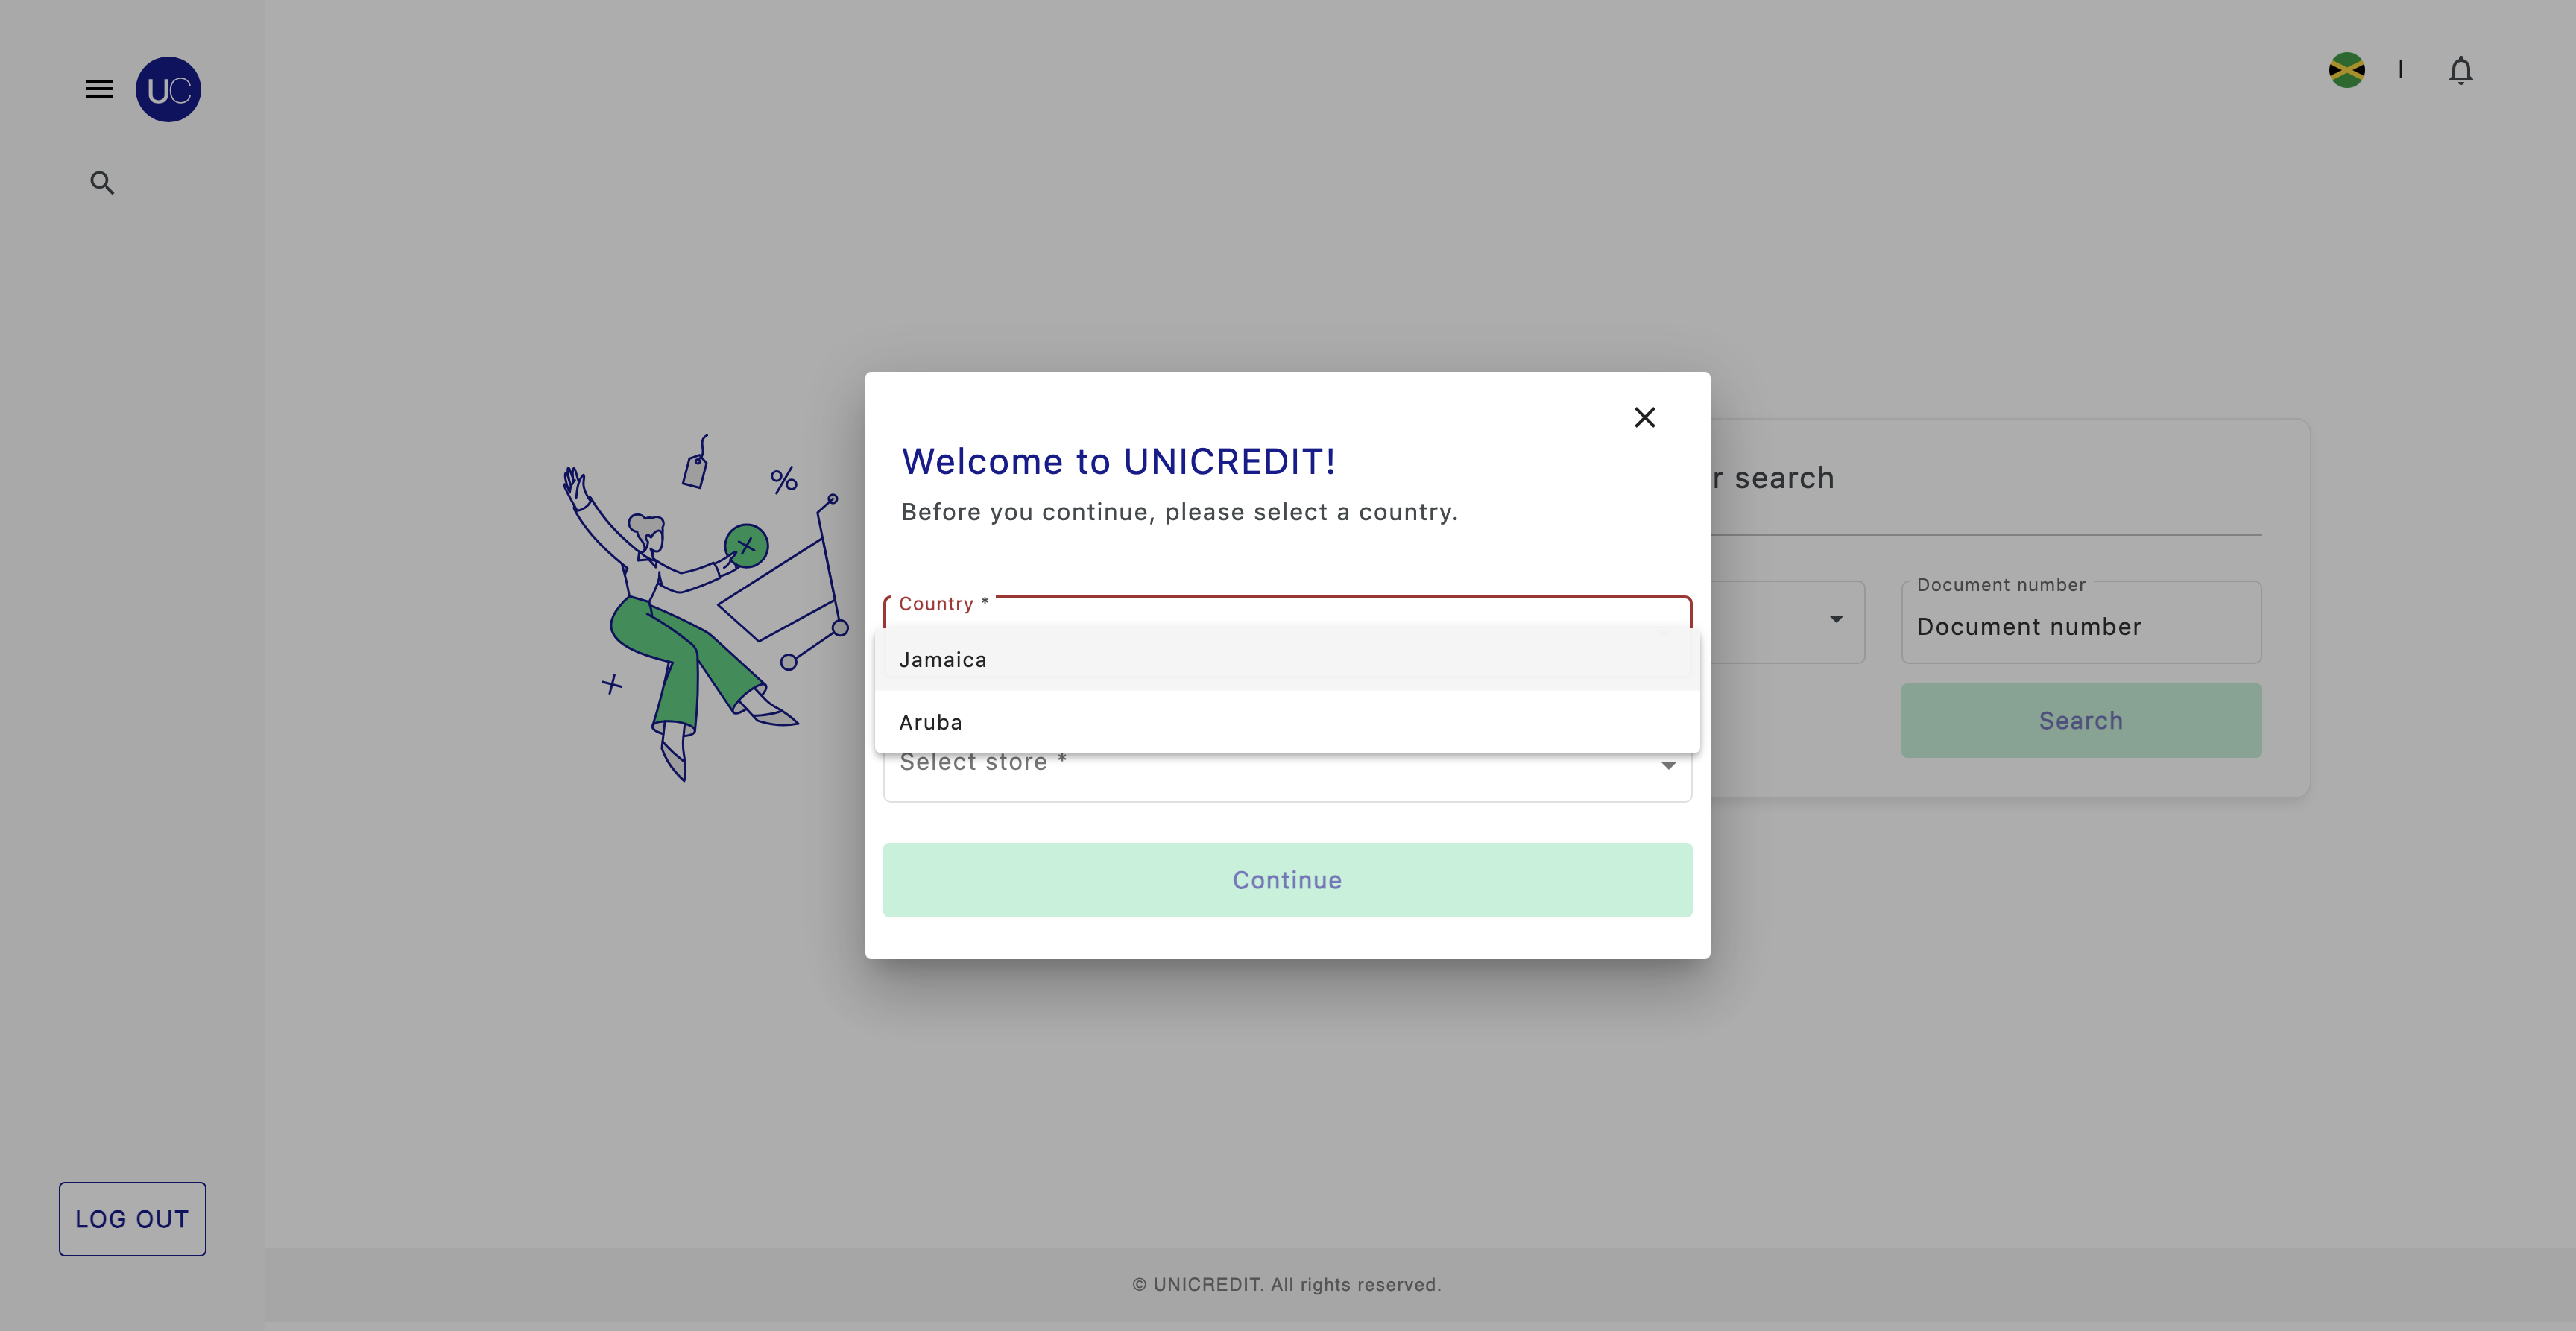 UC
Welcome to UNICREDIT!
Before you continue, please select a country.
Country *
Jamaica
Aruba
Select store *
Continue
r search
Document number
Document number
Search
%
LOG OUT
© UNICREDIT. All rights reserved.